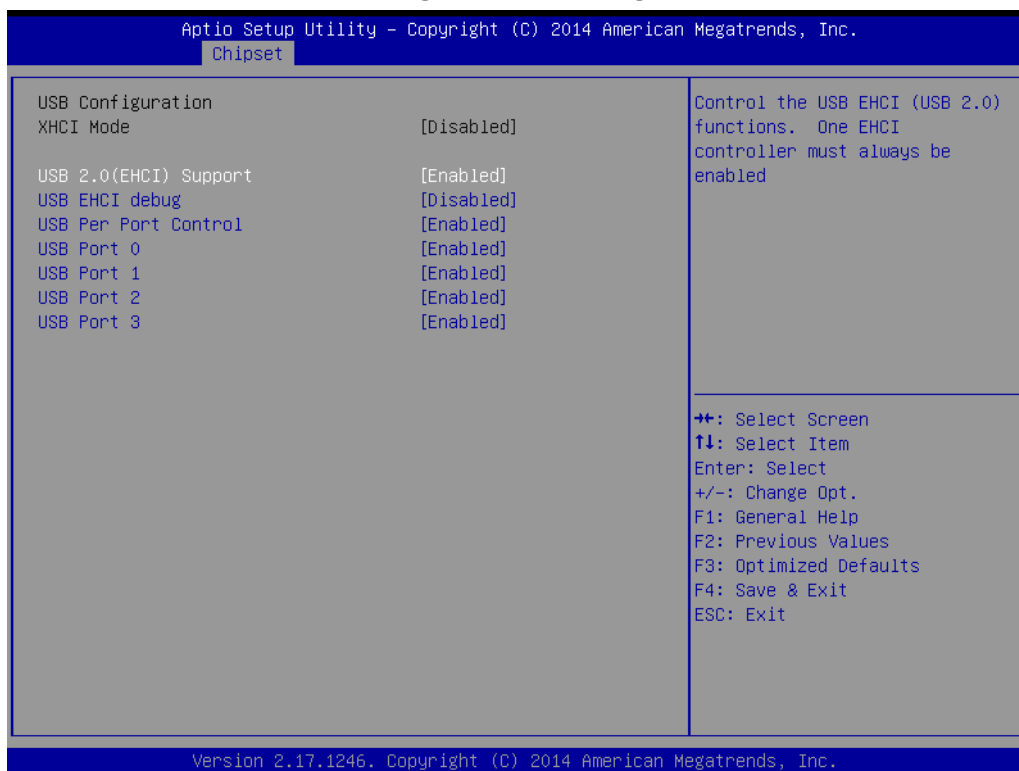 Aptio Setup Utility – Copyright (C) 2014 American Megatrends, Inc.
Chipset
USB Configuration
XHCI Mode [Disabled]
USB 2.0(EHCI) Support [Enabled]
USB EHCI debug [Disabled]
USB Per Port Control [Enabled]
USB Port 0 [Enabled]
USB Port 1 [Enabled]
USB Port 2 [Enabled]
USB Port 3 [Enabled]
Control the USB EHCI (USB 2.0)
functions. One EHCI
controller must always be
enabled
→←: Select Screen
↑↓: Select Item
Enter: Select
+/-: Change Opt.
F1: General Help
F2: Previous Values
F3: Optimized Defaults
F4: Save & Exit
ESC: Exit
Version 2.17.1246. Copyright (C) 2014 American Megatrends, Inc.